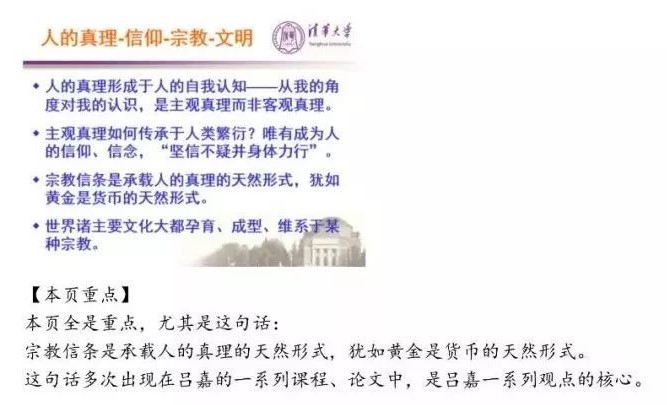 人的真理-信仰-宗教-文明
清华大学
Tsinghua University
人的真理形成于人的自我认知——从我的角
度对我的认识，是主观真理而非客观真理。
主观真理如何传承于人类繁衍？唯有成为人
的信仰、信念，“坚信不疑并身体力行”。
宗教信条是承载人的真理的天然形式，犹如
黄金是货币的天然形式。
世界诸主要文化大都孕育、成型、维系于某
种宗教。
【本页重点】
本页全是重点，尤其是这句话：
宗教信条是承载人的真理的天然形式，犹如黄金是货币的天然形式。
这句话多次出现在吕嘉的一系列课程、论文中，是吕嘉一系列观点的核心。